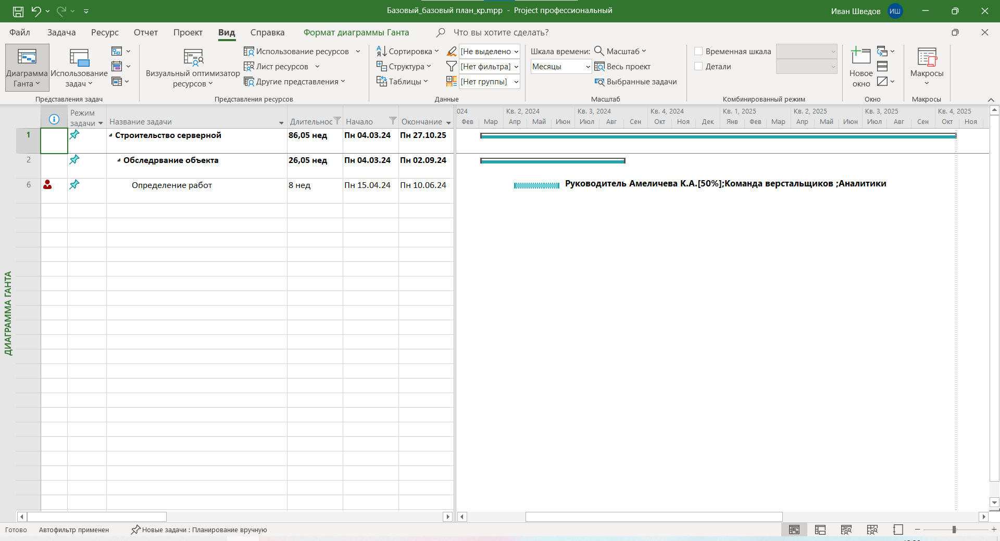 Базовый_базовый план_кр.mpp - Project профессиональный
Иван Шведов ИШ
Файл Задача Ресурс Отчет Проект Вид Справка Формат диаграммы Ганта Что вы хотите сделать?
Диаграмма Ганта
Использование задач
Представления задач
Визуальный оптимизатор ресурсов
Использование ресурсов
Лист ресурсов
Другие представления
Представления ресурсов
Сортировка
Структура
Таблицы
[Не выделено
[Нет фильтра]
[Нет группы]
Данные
Шкала времени:
Месяцы
Масштаб
Весь проект
Выбранные задачи
Масштаб
Временная шкала
Детали
Комбинированный режим
Новое окно
Окно
Макросы
Макросы
Режим задачи Название задачи Длительнос Начало Окончание
024 Кв. 2, 2024 Кв. 3, 2024 Кв. 4, 2024 Кв. 1, 2025 Кв. 2, 2025 Кв. 3, 2025 Кв. 4, 2025
Фев Мар Апр Май Июн Июл Авг Сен Окт Ноя Дек Янв Фев Мар Апр Май Июн Июл Авг Сен Окт Ноя
1 Строительство серверной 86,05 нед Пн 04.03.24 Пн 27.10.25
2 Обследрвание объекта 26,05 нед Пн 04.03.24 Пн 02.09.24
6 Определение работ 8 нед Пн 15.04.24 Пн 10.06.24
Руководитель Амеличева К.А.[50%];Команда верстальщиков ;Аналитики
ДИАГРАММА ГАНТА
Готово Автофильтр применен Новые задачи : Планирование вручную